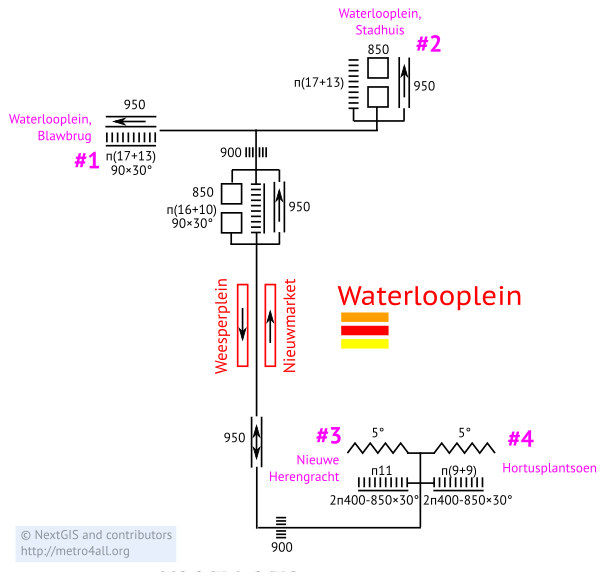 Waterlooplein,
Stadhuis
#2
850
п(17+13)
950
950
Waterlooplein,
Blawbrug
#1
п(17+13)
90×30°
900
850
п(16+10)
90×30°
950
Weesperplein
Nieuwmarket
Waterlooplein
950
#3
5°
5°
#4
Nieuwe
Herengracht
Hortusplantsoen
п11
п(9+9)
2п400-850×30°
2п400-850×30°
900
© NextGIS and contributors
http://metro4all.org